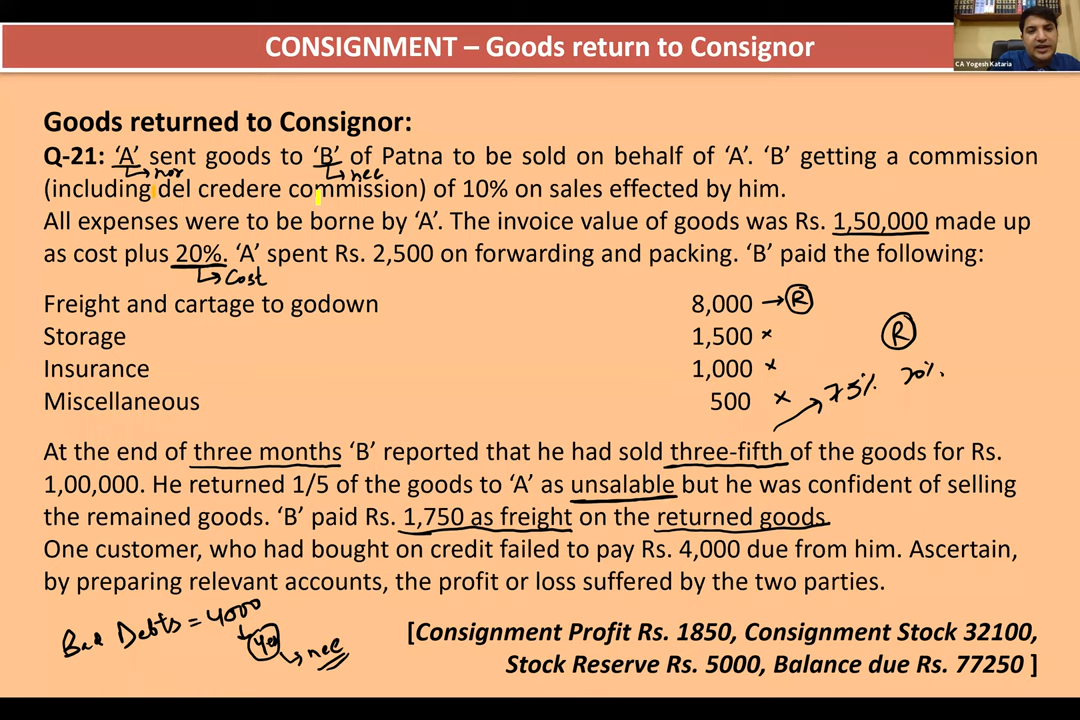 CONSIGNMENT – Goods return to Consignor
CA Yogesh Kataria
Goods returned to Consignor:
Q-21: ‘A’ sent goods to ‘B’ of Patna to be sold on behalf of ‘A’. ‘B’ getting a commission
nor nee
(including del credere commission) of 10% on sales effected by him.
All expenses were to be borne by ‘A’. The invoice value of goods was Rs. 1,50,000 made up
as cost plus 20%. ‘A’ spent Rs. 2,500 on forwarding and packing. ‘B’ paid the following:
→ Cost
Freight and cartage to godown 8,000 → R
Storage 1,500 × R
Insurance 1,000 ×
Miscellaneous 500 × 75% 70%
At the end of three months ‘B’ reported that he had sold three-fifth of the goods for Rs.
1,00,000. He returned 1/5 of the goods to ‘A’ as unsalable but he was confident of selling
the remained goods. ‘B’ paid Rs. 1,750 as freight on the returned goods.
One customer, who had bought on credit failed to pay Rs. 4,000 due from him. Ascertain,
by preparing relevant accounts, the profit or loss suffered by the two parties.
Bad Debts = 4000
→ nee
[Consignment Profit Rs. 1850, Consignment Stock 32100,
Stock Reserve Rs. 5000, Balance due Rs. 77250 ]